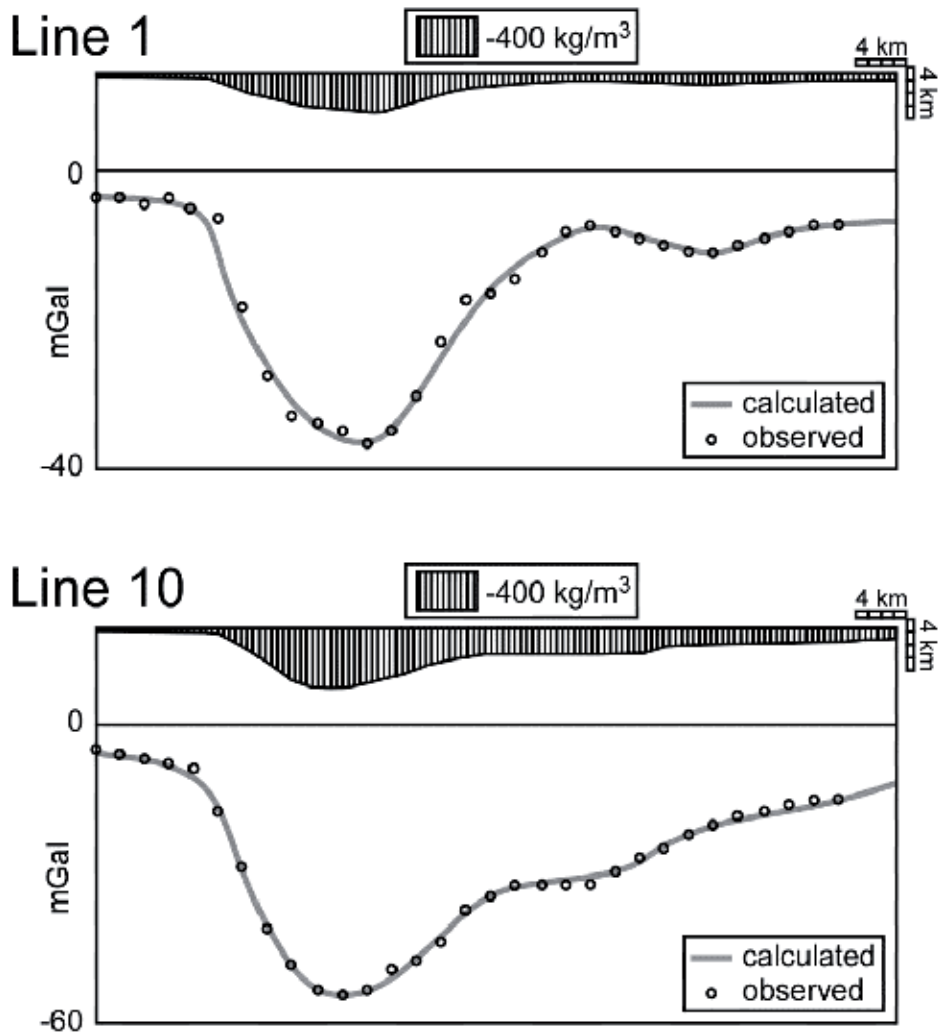 Line 1
-400 kg/m³
4 km
4 km
0
mGal
-40
calculated
observed
Line 10
-400 kg/m³
4 km
4 km
0
mGal
-60
calculated
observed